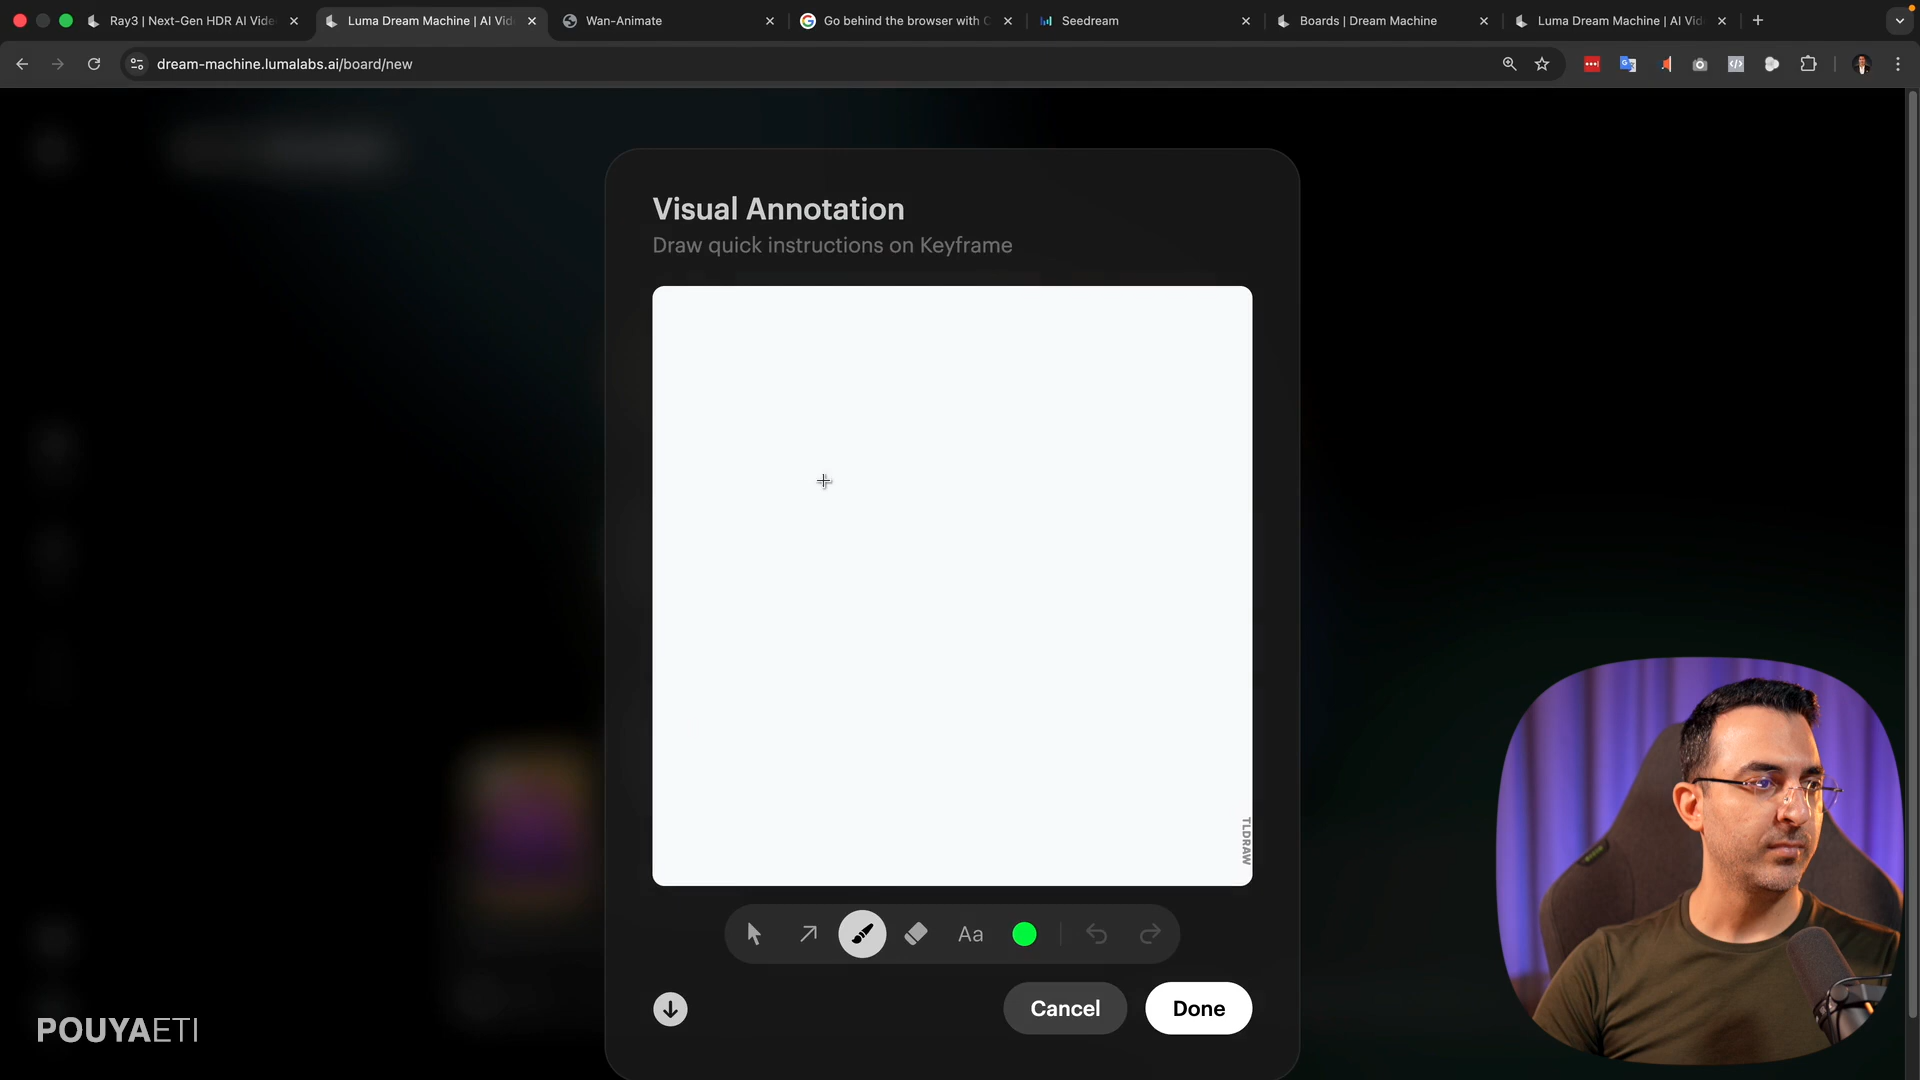 Ray3 | Next-Gen HDR AI Vide
Luma Dream Machine | AI Vid
Wan-Animate
Go behind the browser with C
Seedream
Boards | Dream Machine
Luma Dream Machine | AI Vid
dream-machine.lumalabs.ai/board/new
Visual Annotation
Draw quick instructions on Keyframe
TLDRAW
Aa
Cancel
Done
POUYAETI